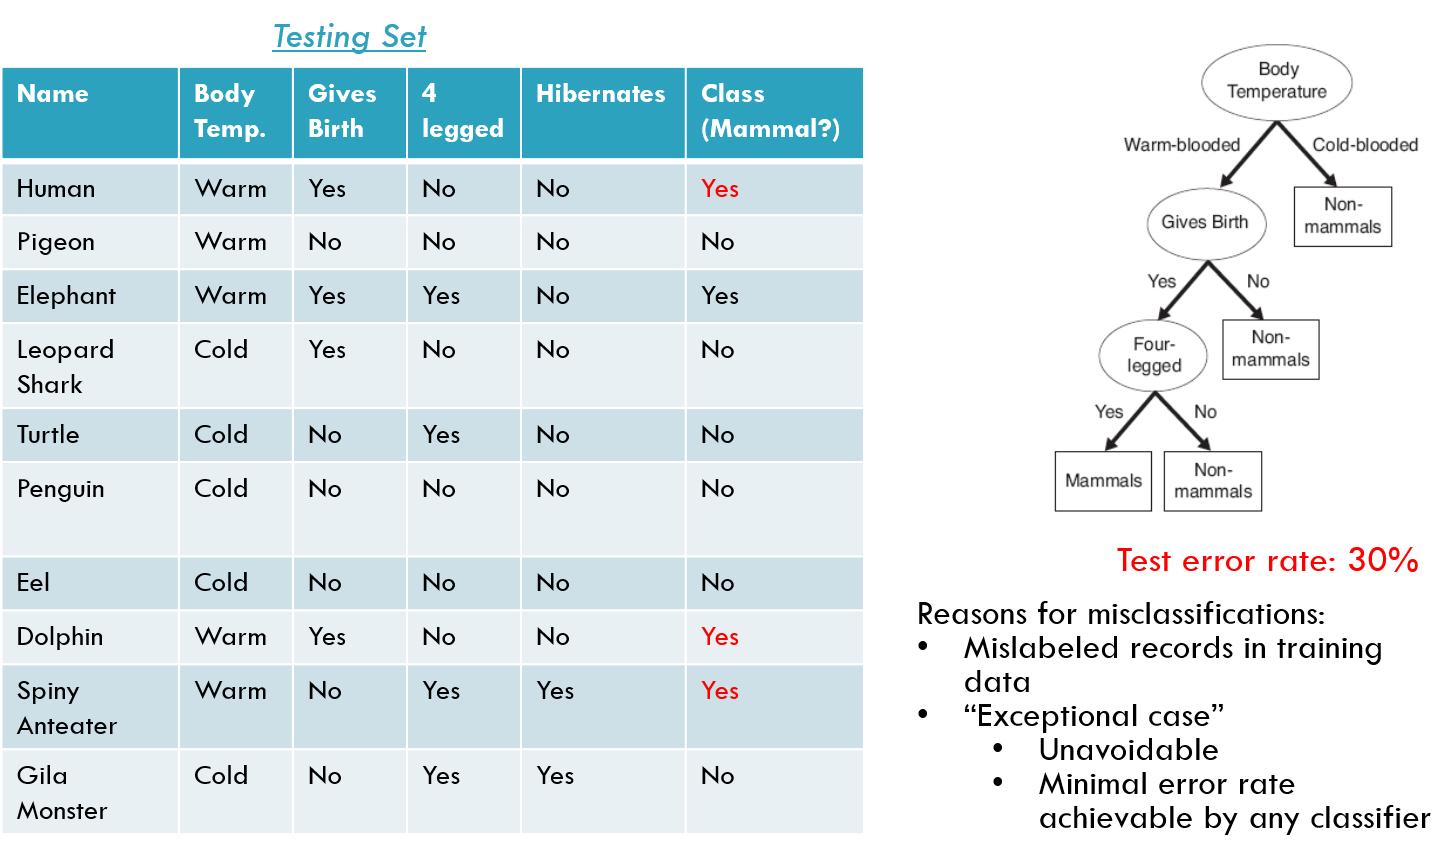 Testing Set
Name Body Temp. Gives Birth 4 legged Hibernates Class (Mammal?)
Human Warm Yes No No Yes
Pigeon Warm No No No No
Elephant Warm Yes Yes No Yes
Leopard Shark Cold Yes No No No
Turtle Cold No Yes No No
Penguin Cold No No No No
Eel Cold No No No No
Dolphin Warm Yes No No Yes
Spiny Anteater Warm No Yes Yes Yes
Gila Monster Cold No Yes Yes No
Body
Temperature
Warm-blooded Cold-blooded
Gives Birth
Non-
mammals
Yes No
Four-
legged
Non-
mammals
Yes No
Mammals
Non-
mammals
Test error rate: 30%
Reasons for misclassifications:
• Mislabeled records in training
data
• “Exceptional case”
• Unavoidable
• Minimal error rate
achievable by any classifier